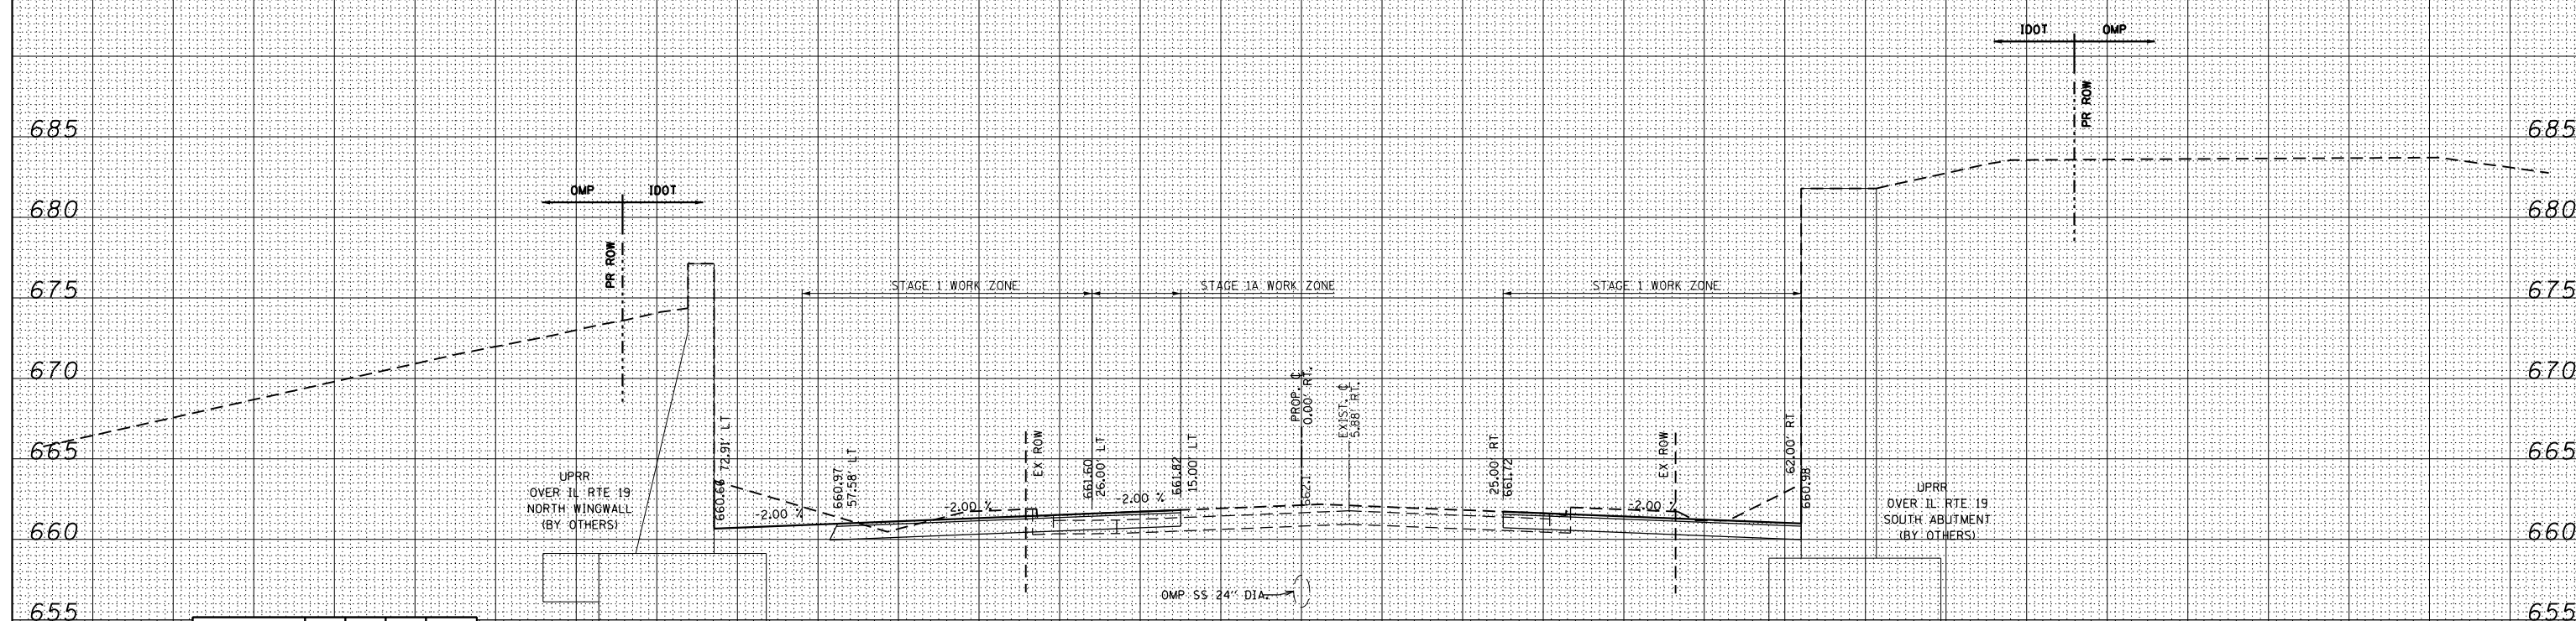 IDOT OMP
PR ROW
685 685
OMP IDOT
PR ROW
680 680
675 675
STAGE 1 WORK ZONE STAGE 1A WORK ZONE STAGE 1 WORK ZONE
670 670
PROP. ℄
0.00' RT.
EXIST. ℄
5.88' RT.
665 665
660.66 72.91' LT
660.97
57.58' LT
EX ROW
661.60
26.00' LT
661.82
15.00' LT
25.00' RT
661.72
EX ROW
62.00' RT
660.98
-2.00 %
-2.00 %
-2.00 %
-2.00 %
UPRR
OVER IL RTE 19
NORTH WINGWALL
(BY OTHERS)
UPRR
OVER IL RTE 19
SOUTH ABUTMENT
(BY OTHERS)
660 660
OMP SS 24'' DIA.
655 655